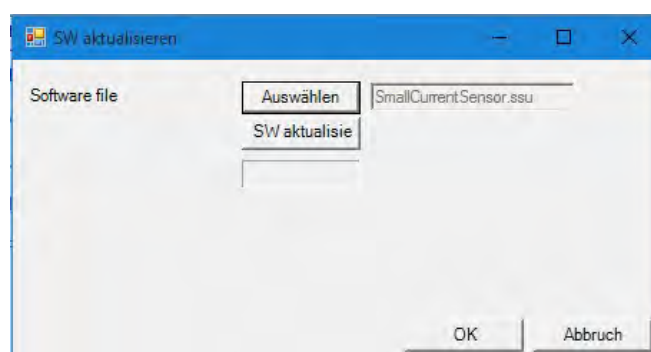 SW aktualisieren
Software file Auswählen SmallCurrentSensor.ssu
SW aktualisie
OK Abbruch